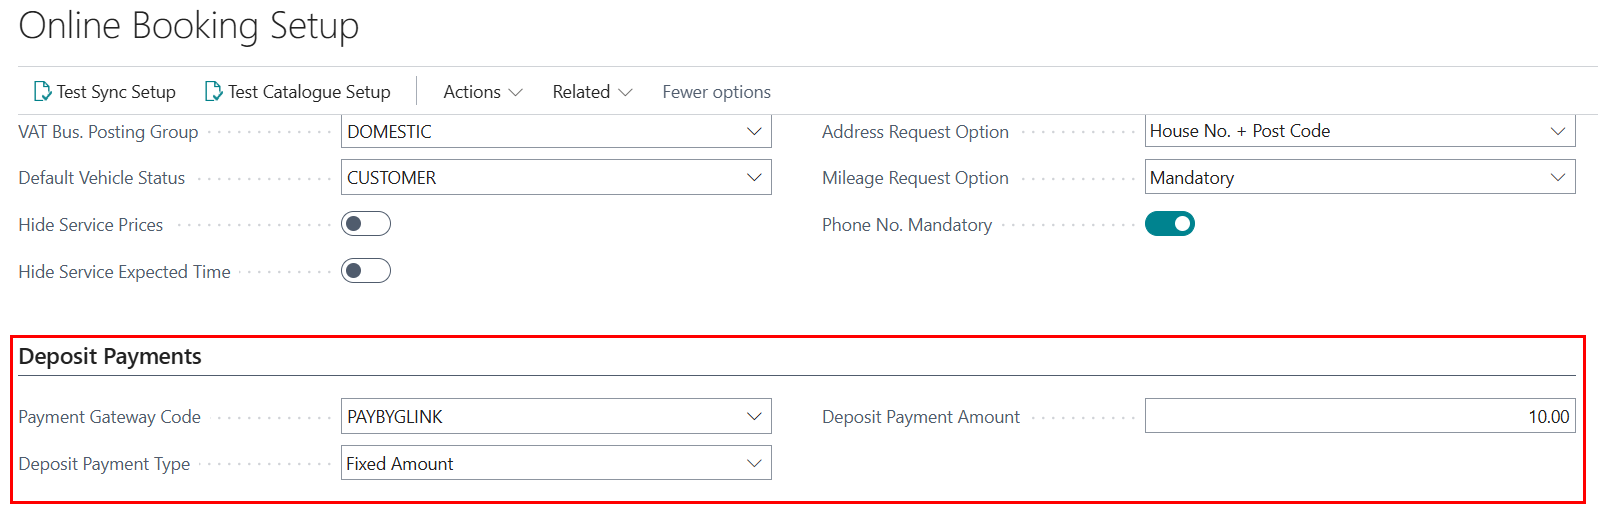 Online Booking Setup
Test Sync Setup Test Catalogue Setup Actions Related Fewer options
VAT Bus. Posting Group DOMESTIC Address Request Option House No. + Post Code
Default Vehicle Status CUSTOMER Mileage Request Option Mandatory
Hide Service Prices Phone No. Mandatory
Hide Service Expected Time
Deposit Payments
Payment Gateway Code PAYBYGLINK Deposit Payment Amount 10.00
Deposit Payment Type Fixed Amount